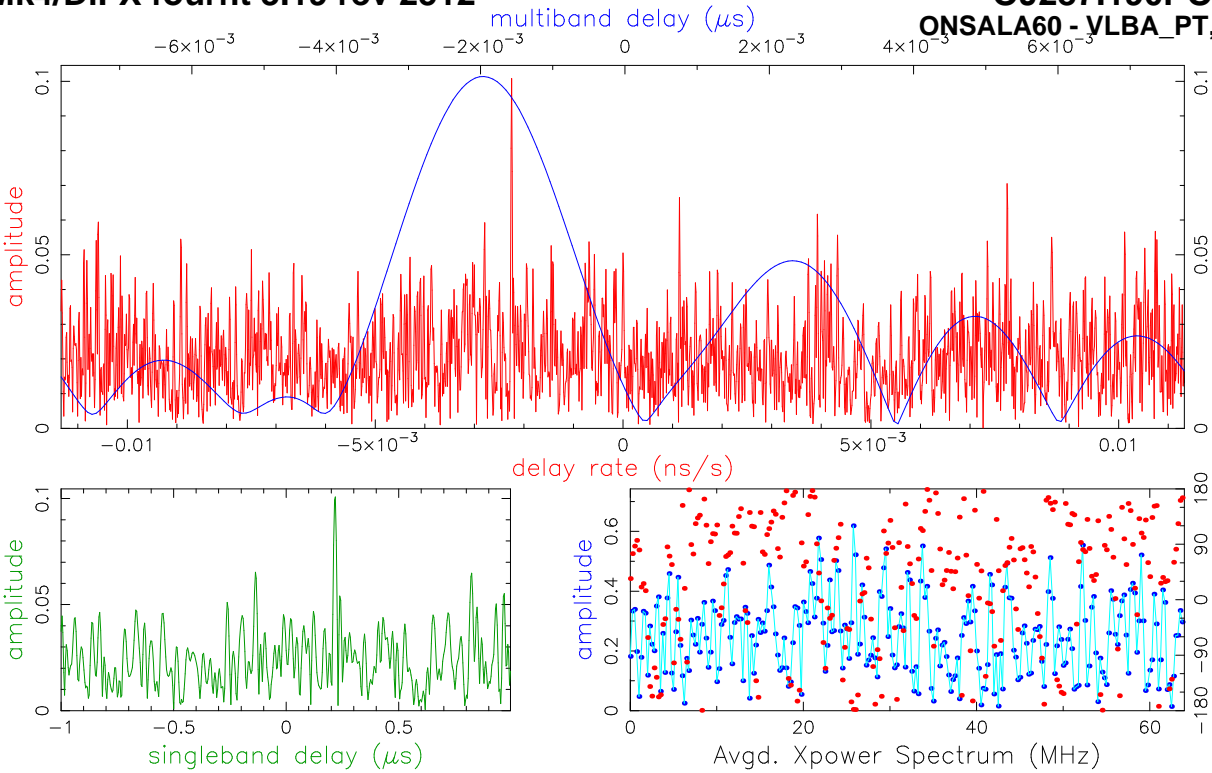 multiband delay (μs)
ONSALA60 - VLBA_PT,
−6×10⁻³ −4×10⁻³ −2×10⁻³ 0 2×10⁻³ 4×10⁻³ 6×10⁻³
amplitude
0 0.05 0.1
0 0.05 0.1
−0.01 −5×10⁻³ 0 5×10⁻³ 0.01
delay rate (ns/s)
amplitude
0 0.05 0.1
−1 −0.5 0 0.5
singleband delay (μs)
amplitude
0 0.2 0.4 0.6
−180 −90 0 90 180
0 20 40 60
Avgd. Xpower Spectrum (MHz)